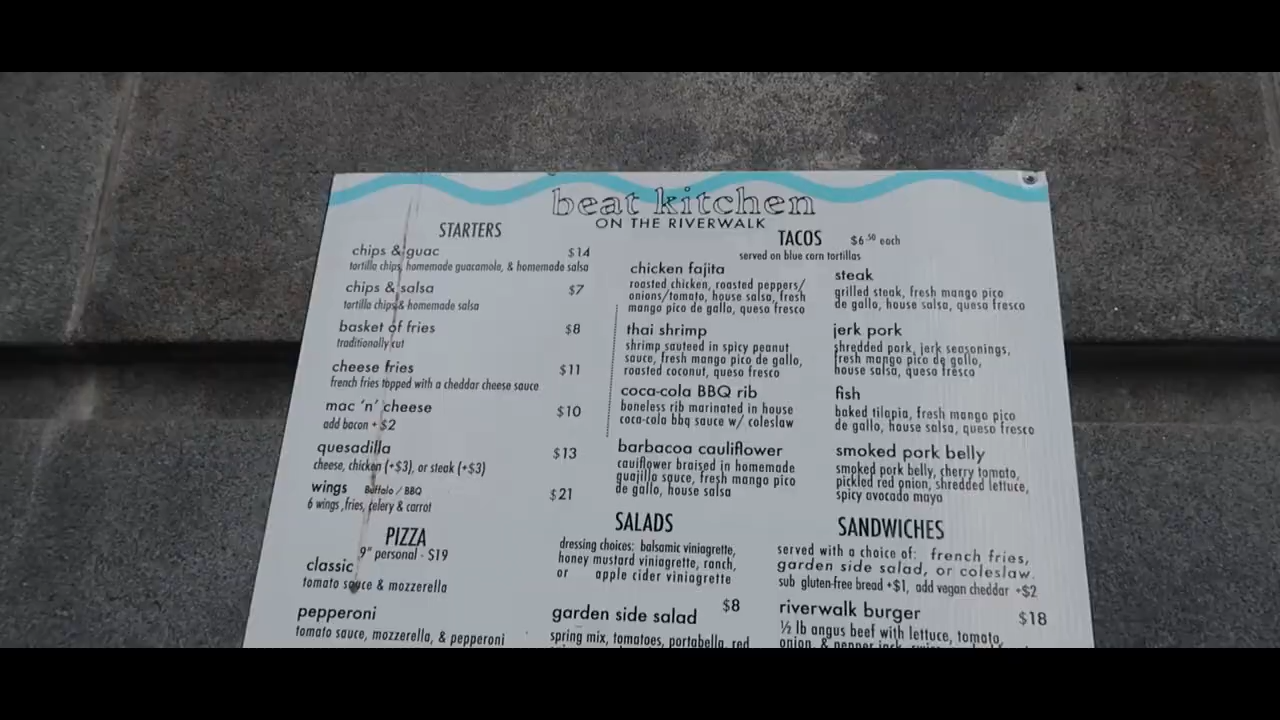 beat kitchen
ON THE RIVERWALK
STARTERS
chips & guac $14
tortilla chips, homemade guacamole, & homemade salsa
chips & salsa $7
tortilla chips & homemade salsa
basket of fries $8
traditionally cut
cheese fries $11
french fries topped with a cheddar cheese sauce
mac 'n' cheese $10
add bacon + $2
quesadilla $13
cheese, chicken (+$3), or steak (+$3)
wings Buffalo / BBQ $21
6 wings ,fries, celery & carrot
PIZZA
9" personal - $19
classic
tomato sauce & mozzerella
pepperoni
tomato sauce, mozzerella, & pepperoni
TACOS $6.50 each
served on blue corn tortillas
chicken fajita
roasted chicken, roasted peppers/
onions/tomato, house salsa, fresh
mango pico de gallo, queso fresco
thai shrimp
shrimp sauteed in spicy peanut
sauce, fresh mango pico de gallo,
roasted coconut, queso fresco
coca-cola BBQ rib
boneless rib marinated in house
coca-cola bbq sauce w/ coleslaw
barbacoa cauliflower
cauliflower braised in homemade
guajillo sauce, fresh mango pico
de gallo, house salsa
steak
grilled steak, fresh mango pico
de gallo, house salsa, queso fresco
jerk pork
shredded pork, jerk seasonings,
fresh mango pico de gallo,
house salsa, queso fresco
fish
baked tilapia, fresh mango pico
de gallo, house salsa, queso fresco
smoked pork belly
smoked pork belly, cherry tomato,
pickled red onion, shredded lettuce,
spicy avocado mayo
SALADS
dressing choices: balsamic viniagrette,
honey mustard viniagrette, ranch,
or apple cider viniagrette
garden side salad $8
spring mix, tomatoes, portabella, red
SANDWICHES
served with a choice of: french fries,
garden side salad, or coleslaw.
sub gluten-free bread +$1, add vegan cheddar +$2
riverwalk burger $18
½ lb angus beef with lettuce, tomato,
onion, & pepper jack, swiss